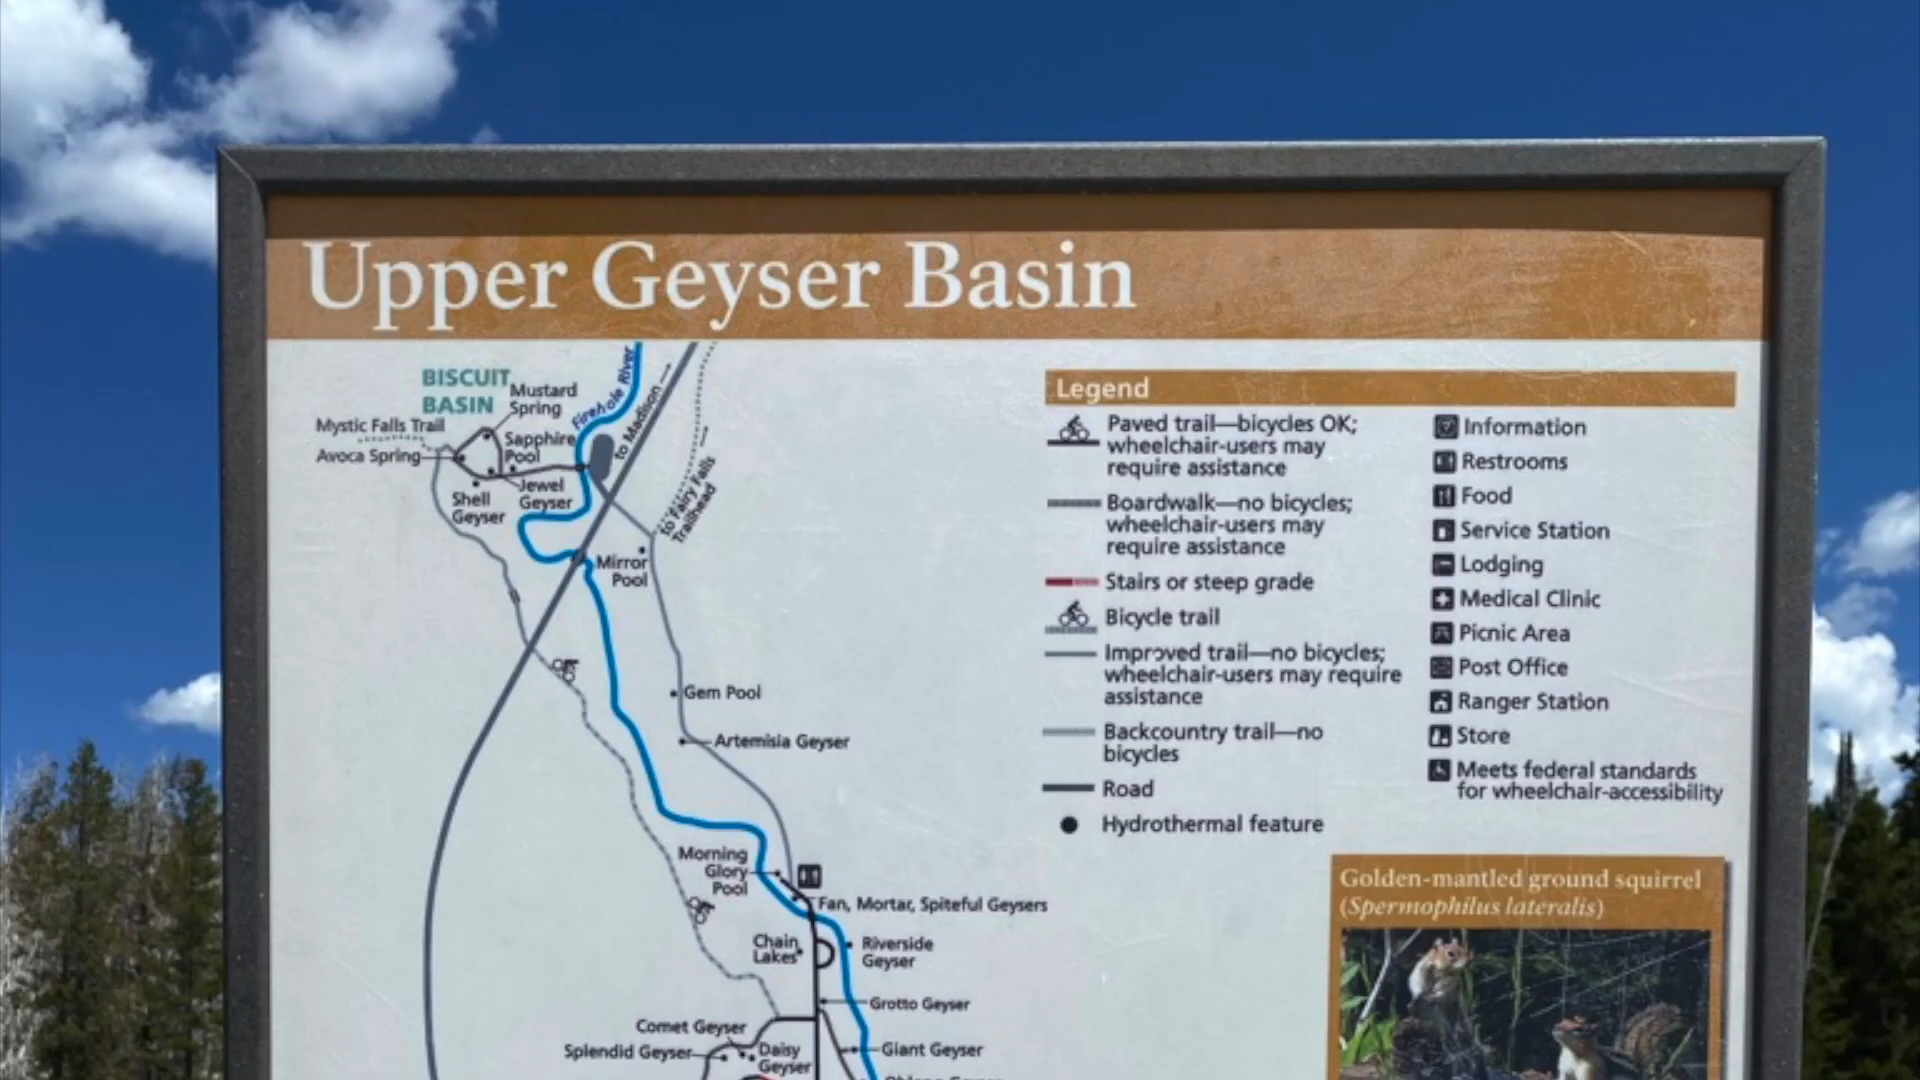 Upper Geyser Basin
BISCUIT
BASIN
Mustard
Spring
Firehole River
to Madison
Mystic Falls Trail
Sapphire
Pool
Avoca Spring
Jewel
Geyser
Shell
Geyser
to Fairy Falls
Trailhead
Mirror
Pool
Gem Pool
Artemisia Geyser
Morning
Glory
Pool
Fan, Mortar, Spiteful Geysers
Chain
Lakes
Riverside
Geyser
Grotto Geyser
Comet Geyser
Splendid Geyser
Daisy
Geyser
Giant Geyser
Legend
Paved trail—bicycles OK;
wheelchair-users may
require assistance
Boardwalk—no bicycles;
wheelchair-users may
require assistance
Stairs or steep grade
Bicycle trail
Improved trail—no bicycles;
wheelchair-users may require
assistance
Backcountry trail—no
bicycles
Road
Hydrothermal feature
Information
Restrooms
Food
Service Station
Lodging
Medical Clinic
Picnic Area
Post Office
Ranger Station
Store
Meets federal standards
for wheelchair-accessibility
Golden-mantled ground squirrel
(Spermophilus lateralis)